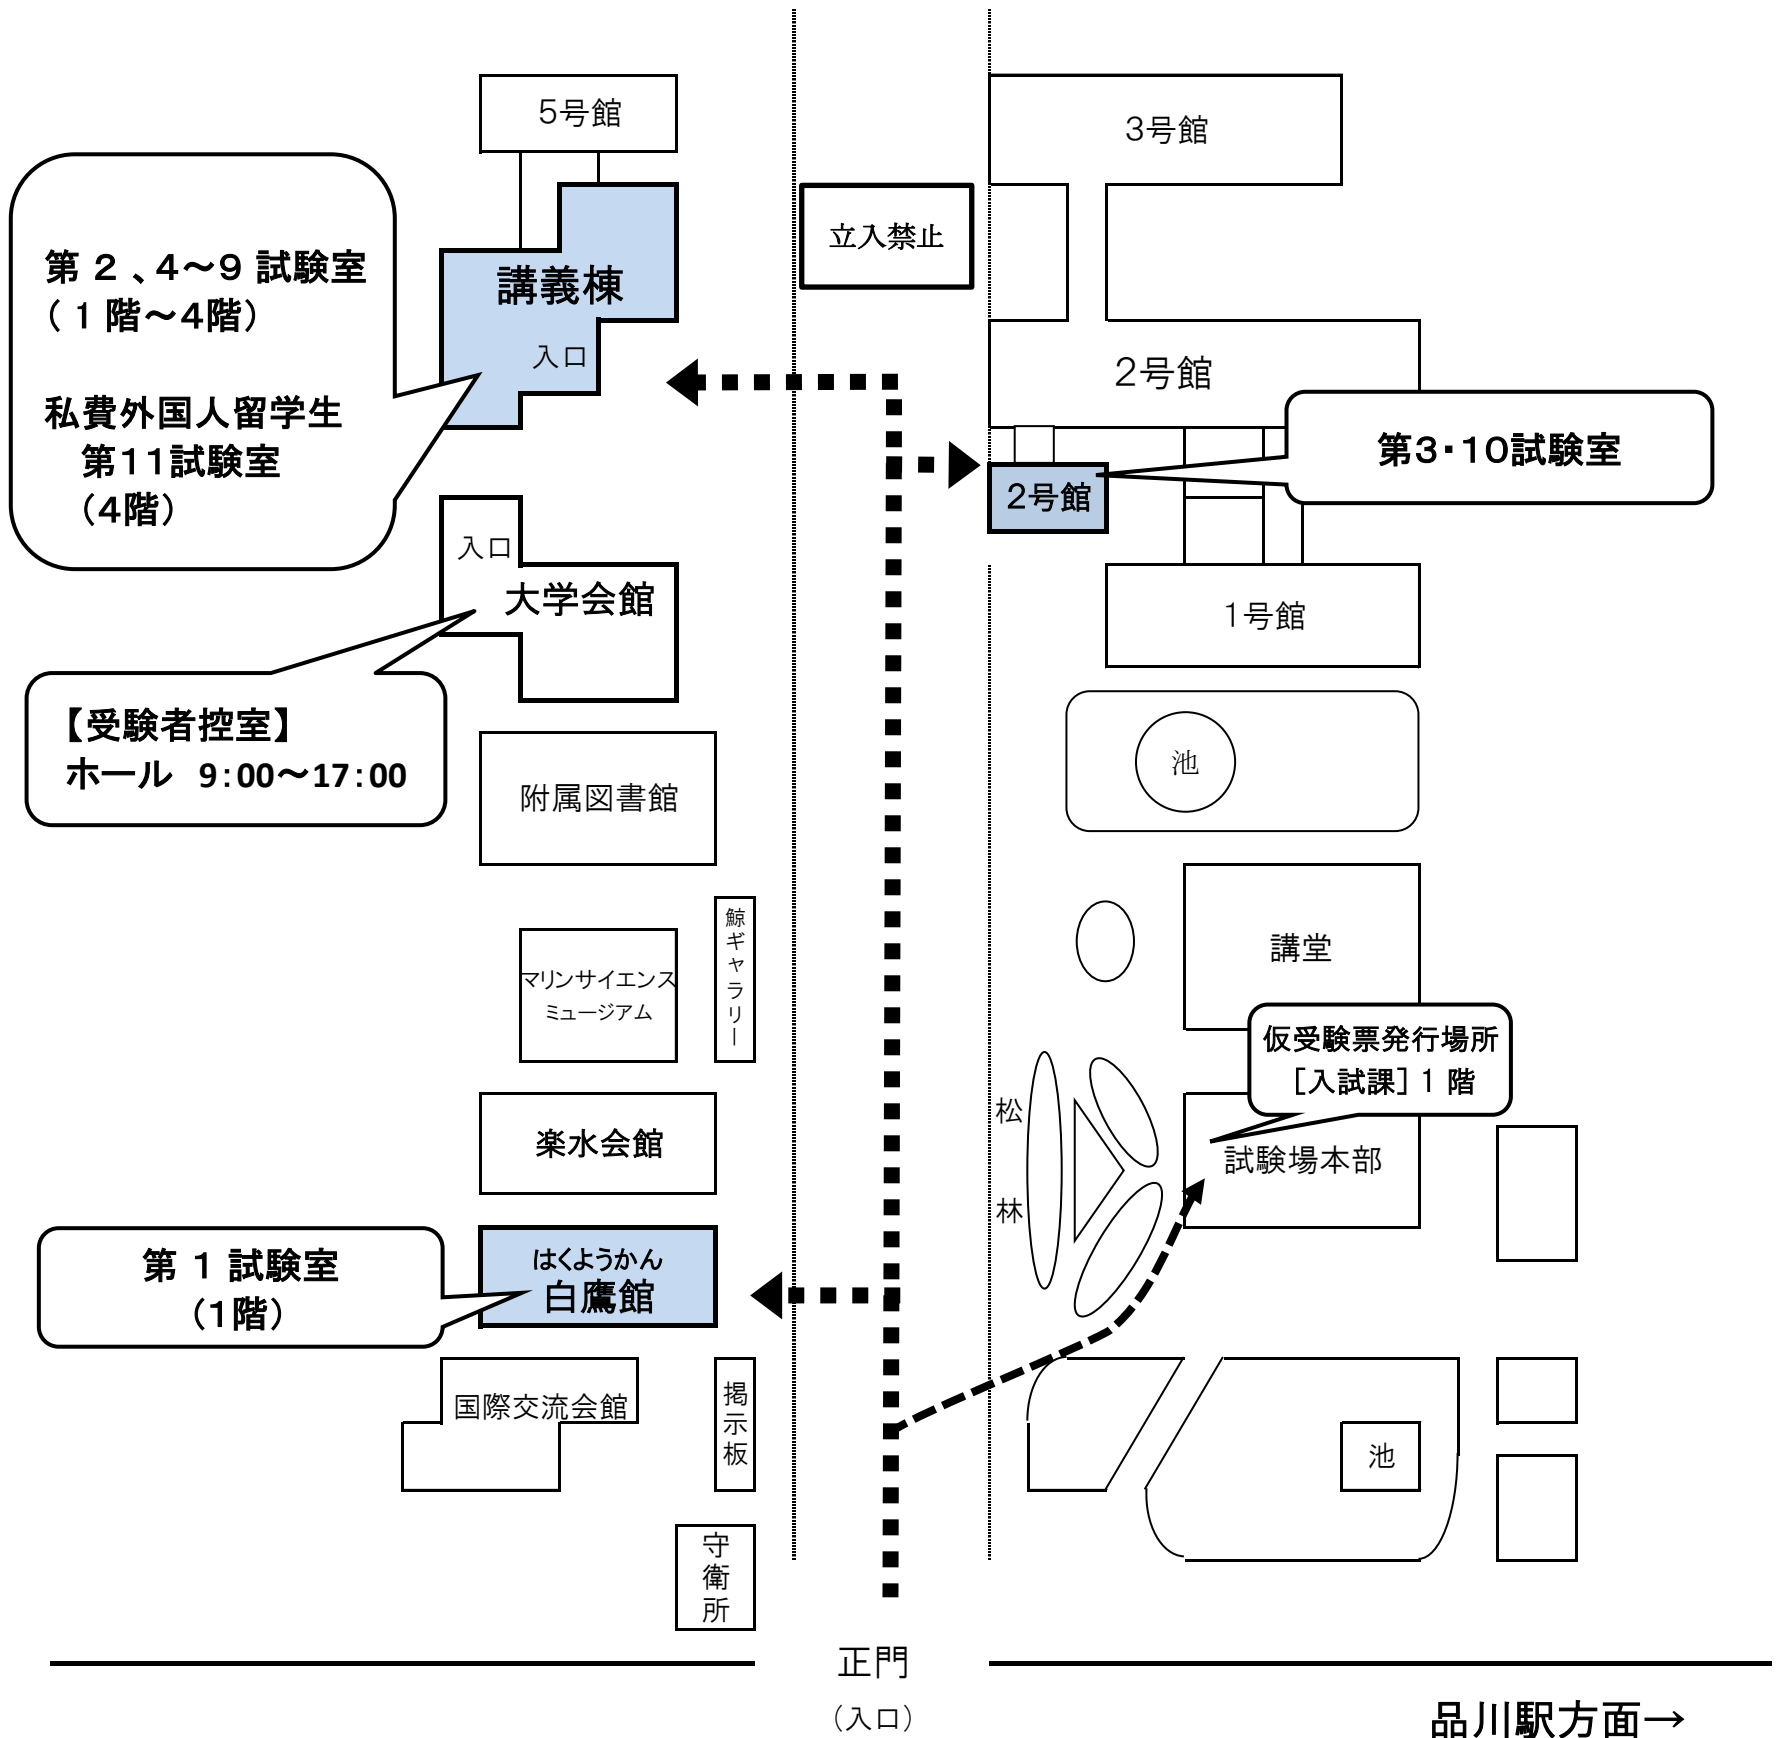 5号館
3号館
立入禁止
第 2 、4～9 試験室
(1 階～4階)
私費外国人留学生
第11試験室
(4階)
講義棟
入口
2号館
第3・10試験室
2号館
入口
大学会館
1号館
【受験者控室】
ホール 9:00～17:00
池
附属図書館
鯨ギャラリー
講堂
マリンサイエンス
ミュージアム
仮受験票発行場所
[入試課] 1 階
松
林
楽水会館
試験場本部
第 1 試験室
(1階)
はくようかん
白鷹館
国際交流会館
掲示板
池
守衛所
正門
(入口)
品川駅方面→